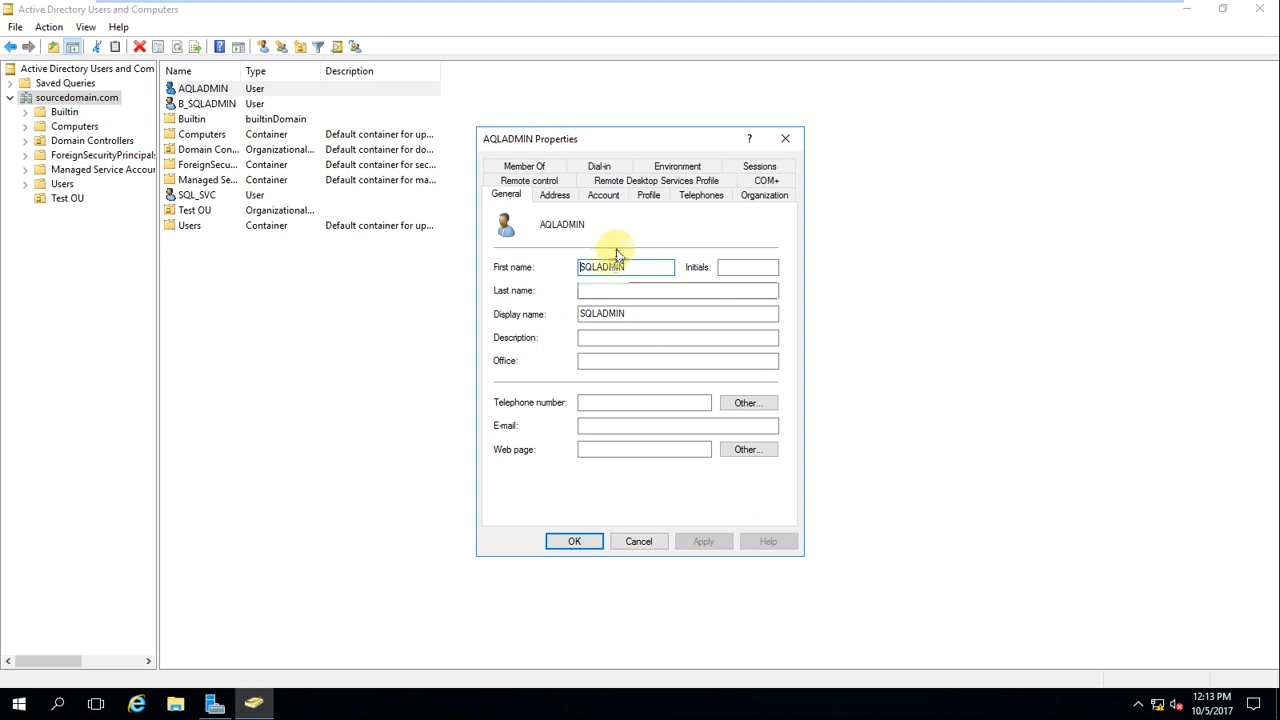 Active Directory Users and Computers
File Action View Help
Active Directory Users and Com
Saved Queries
sourcedomain.com
Builtin
Computers
Domain Controllers
ForeignSecurityPrincipals
Managed Service Accoun
Users
Test OU
Name Type Description
AQLADMIN User
B_SQLADMIN User
Builtin builtinDomain
Computers Container Default container for up...
Domain Con... Organizational... Default container for do...
ForeignSecu... Container Default container for sec...
Managed Se... Container Default container for ma...
SQL_SVC User
Test OU Organizational...
Users Container Default container for up...
AQLADMIN Properties ?
Member Of Dial-in Environment Sessions
Remote control Remote Desktop Services Profile COM+
General Address Account Profile Telephones Organization
AQLADMIN
First name: SQLADMIN Initials:
Last name:
Display name: SQLADMIN
Description:
Office:
Telephone number: Other...
E-mail:
Web page: Other...
OK Cancel Apply Help
12:13 PM
10/5/2017